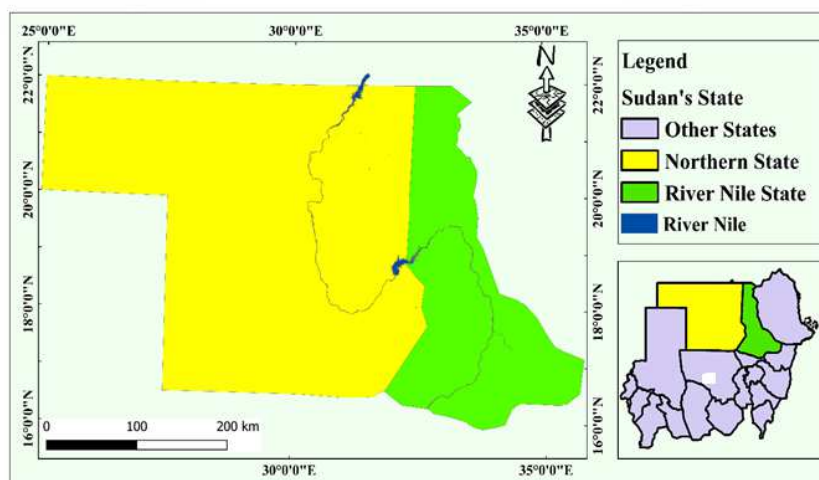 25°0'0"E 30°0'0"E 35°0'0"E
22°0'0"N
20°0'0"N
18°0'0"N
16°0'0"N
N
22°0'0"N
20°0'0"N
18°0'0"N
16°0'0"N
0 100 200 km
30°0'0"E 35°0'0"E
Legend
Sudan's State
Other States
Northern State
River Nile State
River Nile